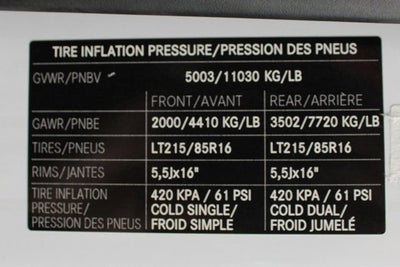 TIRE INFLATION PRESSURE/PRESSION DES PNEUS
GVWR/PNBV 5003/11030 KG/LB
FRONT/AVANT REAR/ARRIÈRE
GAWR/PNBE 2000/4410 KG/LB 3502/7720 KG/LB
TIRES/PNEUS LT215/85R16 LT215/85R16
RIMS/JANTES 5,5Jx16" 5,5Jx16"
TIRE INFLATION 420 KPA / 61 PSI 420 KPA / 61 PSI
PRESSURE/ COLD SINGLE/ COLD DUAL/
PRESSION DES PNEUS FROID SIMPLE FROID JUMELÉ